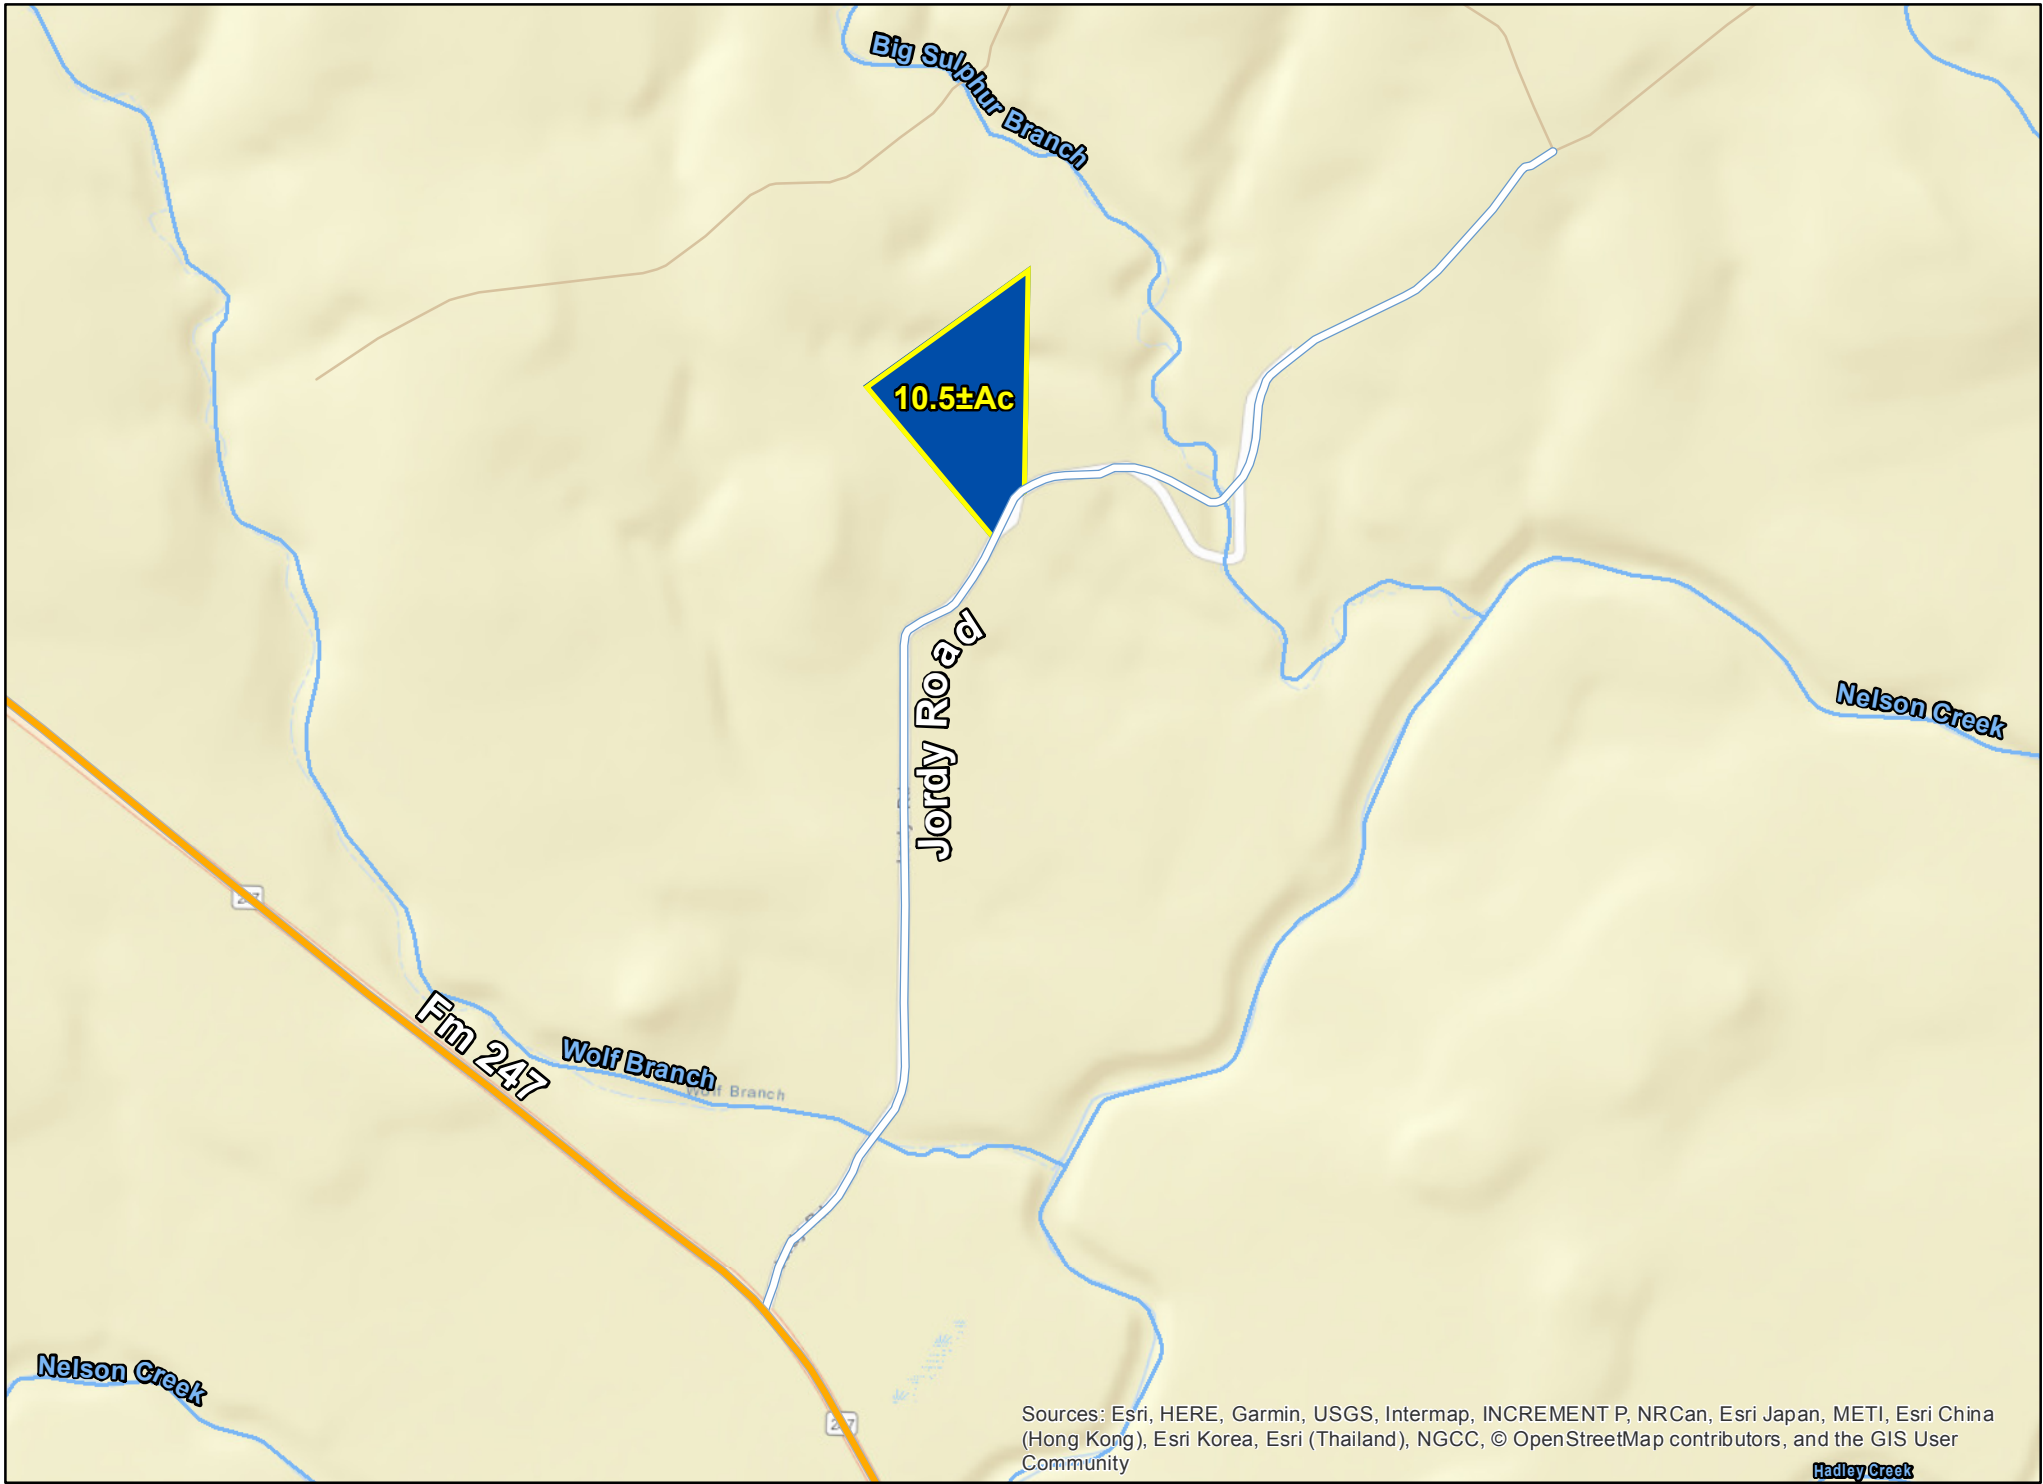 Big Sulphur Branch
10.5±Ac
Jordy Road
Nelson Creek
Fm 247
Wolf Branch
Wolf Branch
Nelson Creek
Sources: Esri, HERE, Garmin, USGS, Intermap, INCREMENT P, NRCan, Esri Japan, METI, Esri China
(Hong Kong), Esri Korea, Esri (Thailand), NGCC, © OpenStreetMap contributors, and the GIS User
Community
Hadley Creek